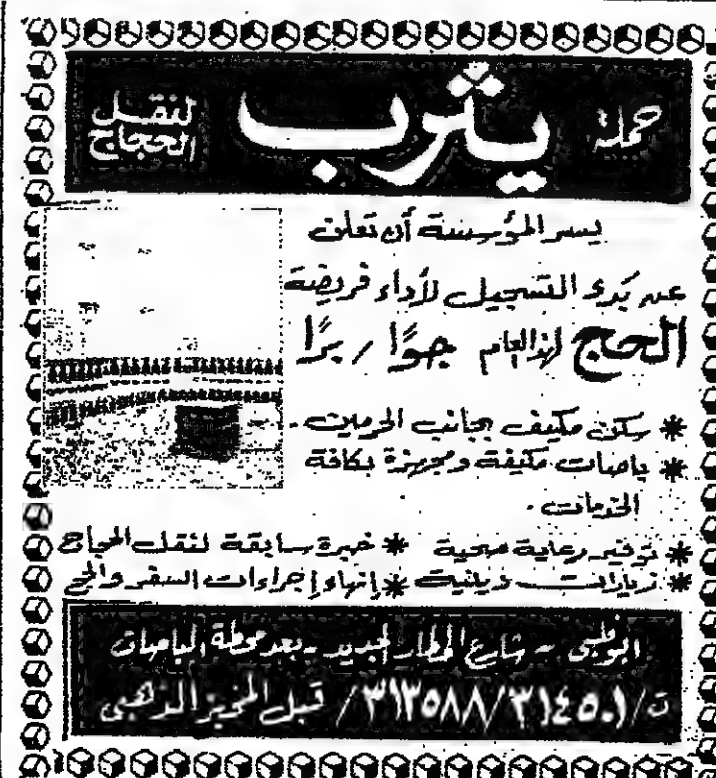 حملة يثرب لنقل الحجاج
يسر المؤسسة أن تعلن
عن بدء التسجيل لأداء فريضة
الحج لهذا العام جوًا / برًا
* سكن مكيف بجانب الحرمين.
* باصات مكيفة ومجهزة بكافة
الخدمات.
* توفير رعاية صحية * خبرة سابقة لنقل الحجاج
* زيارات دينية * إنهاء إجراءات السفر والحج
ابوظبي - شارع المطار الجديد - بعد محطة الباصات
ت/ ٣١٤٥٠١/ ٣١٣٥٨٨/ قبل المخبز الذهبي